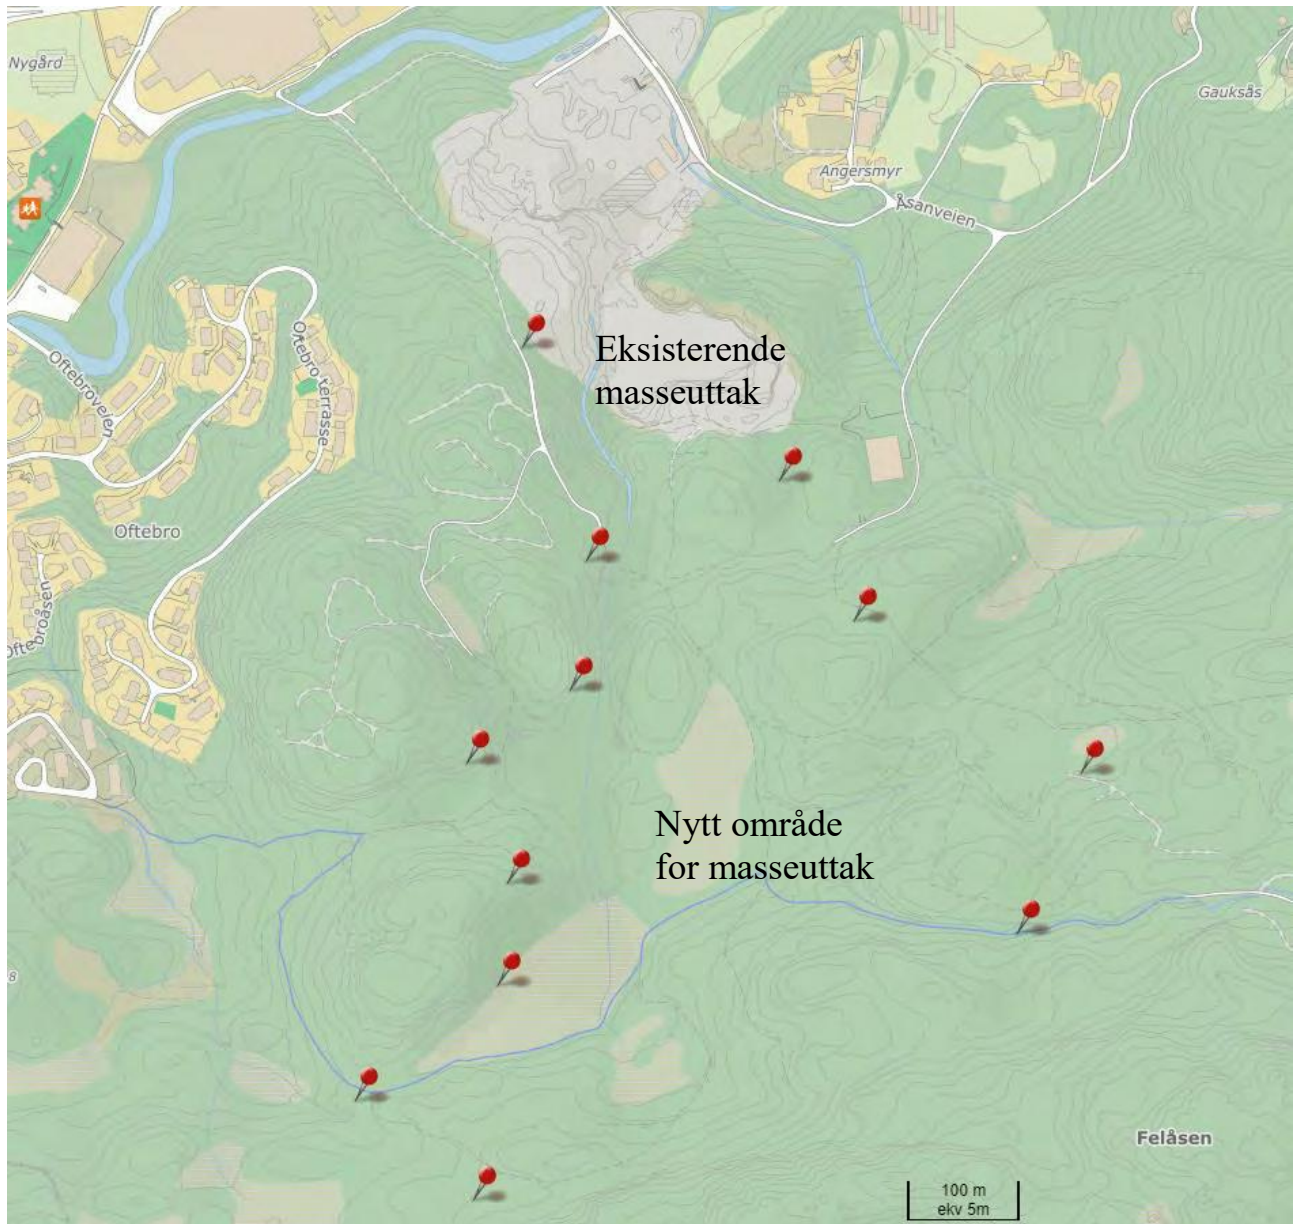 Nygård
Gauksås
Angersmyr
Åsanveien
Oftebroveien
Oftebro terrasse
Eksisterende
masseuttak
Oftebro
Oftebroåsen
Nytt område
for masseuttak
8
Felåsen
100 m
ekv 5m